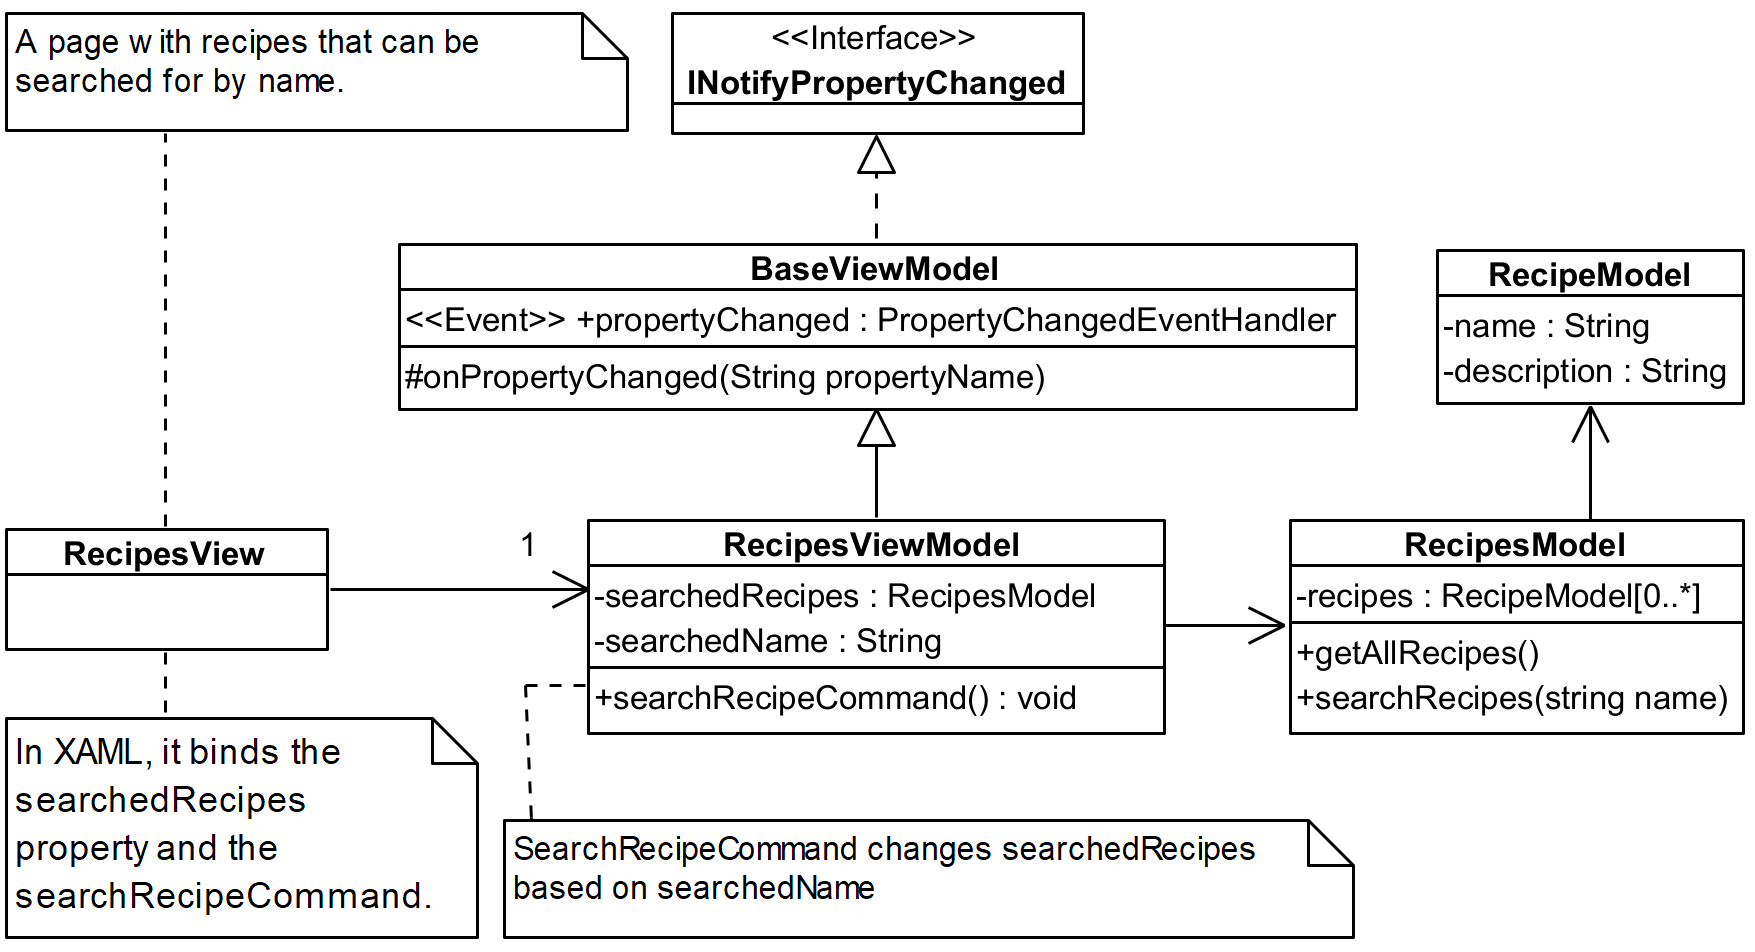 A page with recipes that can be
searched for by name.
<<Interface>>
INotifyPropertyChanged
BaseViewModel
<<Event>> +propertyChanged : PropertyChangedEventHandler
#onPropertyChanged(String propertyName)
RecipeModel
-name : String
-description : String
RecipesView
1
RecipesViewModel
-searchedRecipes : RecipesModel
-searchedName : String
+searchRecipeCommand() : void
RecipesModel
-recipes : RecipeModel[0..*]
+getAllRecipes()
+searchRecipes(string name)
In XAML, it binds the
searchedRecipes
property and the
searchRecipeCommand.
SearchRecipeCommand changes searchedRecipes
based on searchedName